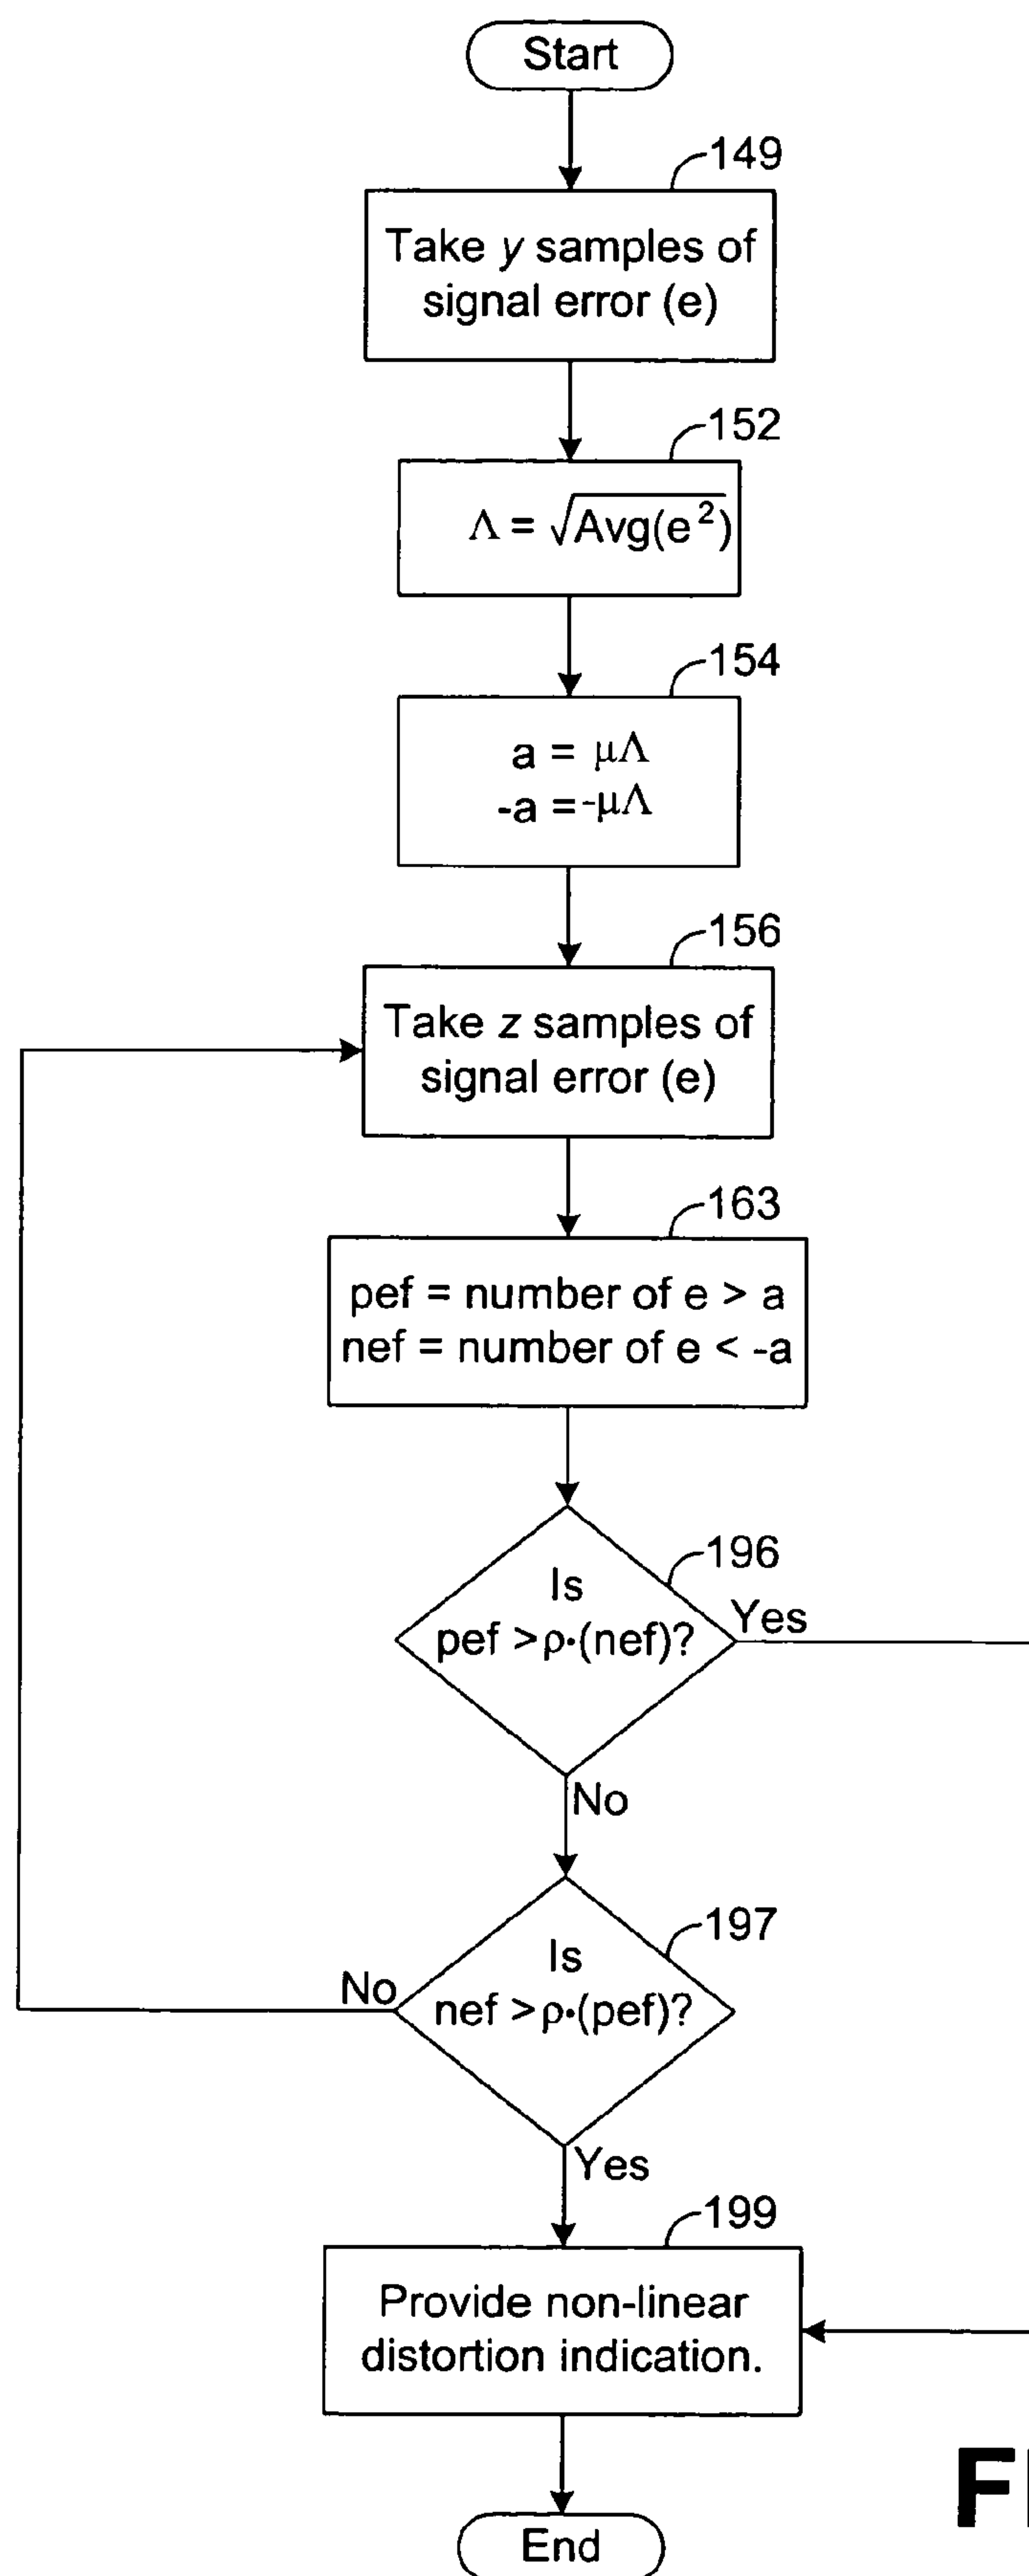 Start
149
Take y samples of
signal error (e)
152
Λ = √Avg(e²)
154
a = μΛ
-a =-μΛ
156
Take z samples of
signal error (e)
163
pef = number of e > a
nef = number of e < -a
196
Is
pef >ρ·(nef)?
Yes
No
197
Is
nef >ρ·(pef)?
No
Yes
199
Provide non-linear
distortion indication.
End